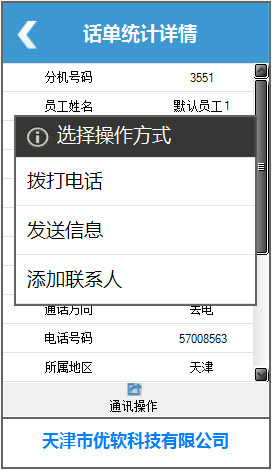 话单统计详情
分机号码 3551
员工姓名 默认员工1
选择操作方式
拨打电话
发送信息
添加联系人
通话方向 去电
电话号码 57008563
所属地区 天津
通讯操作
天津市优软科技有限公司